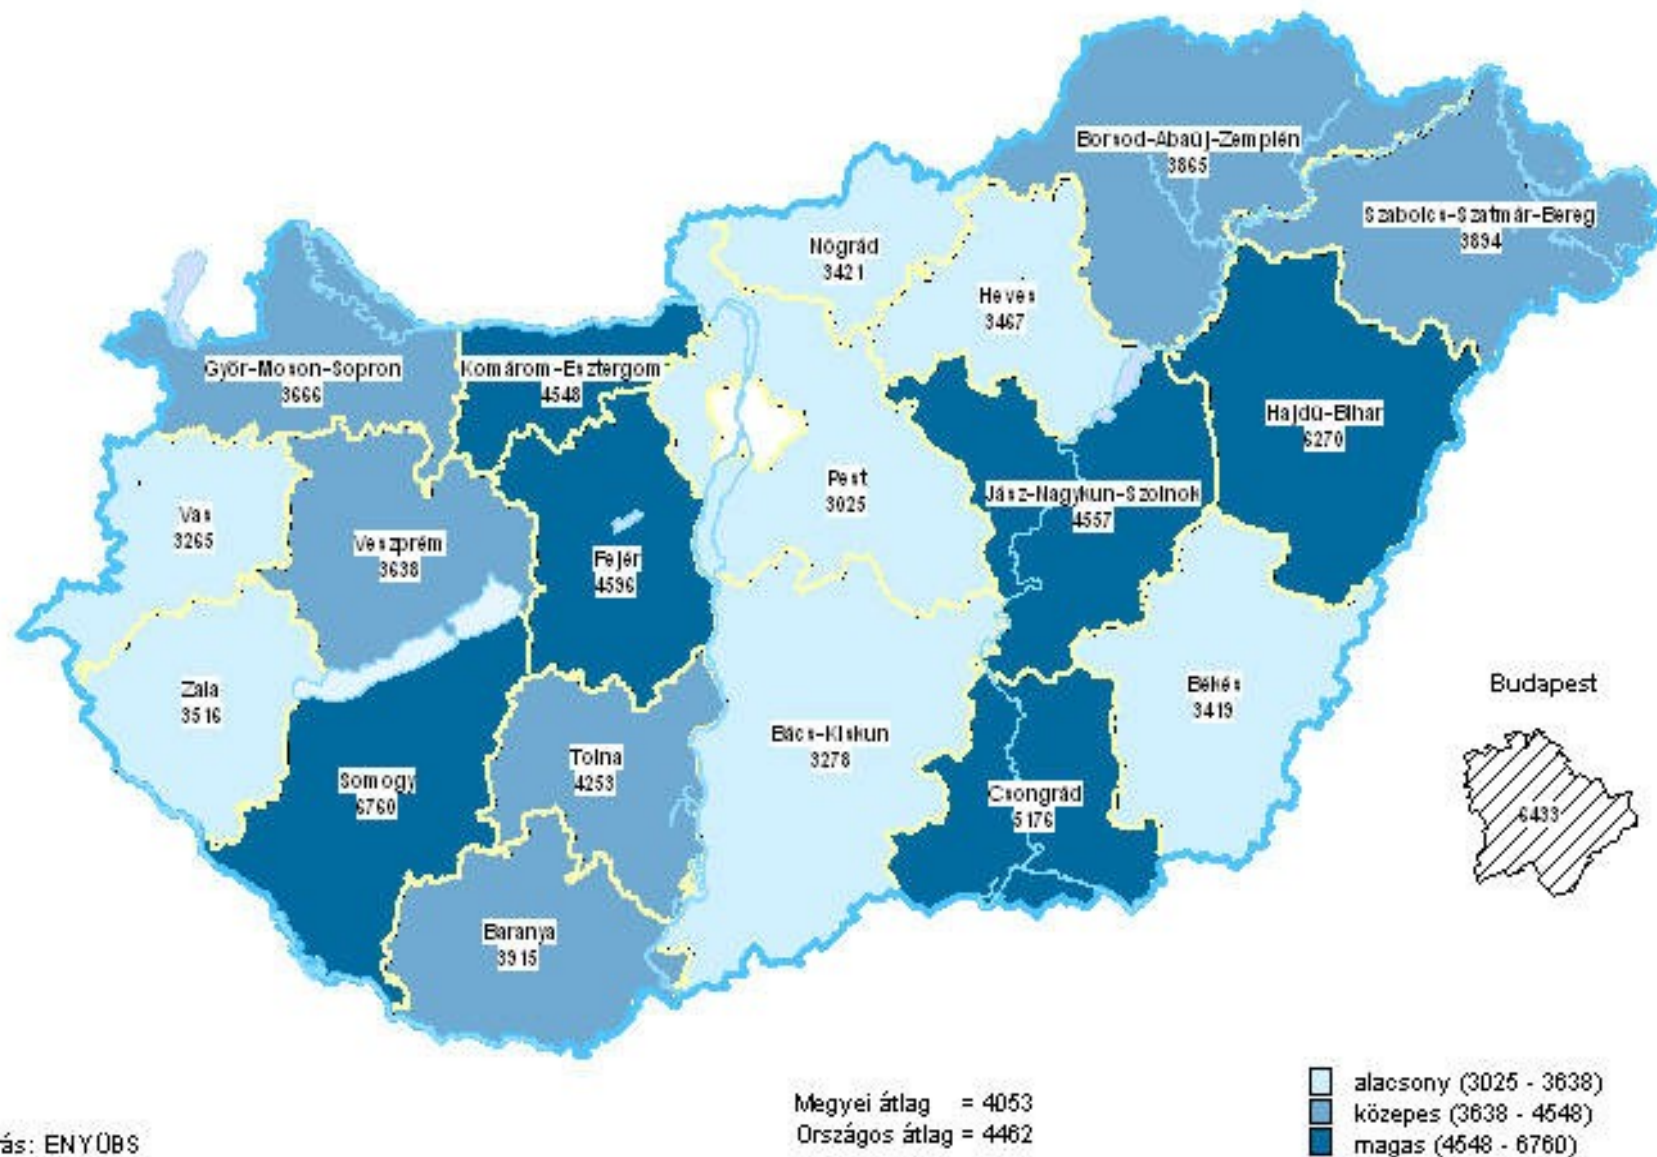 Borsod-Abaúj-Zemplén
3865
Szabolcs-Szatmár-Bereg
3894
Nógrád
3421
Heves
3467
Győr-Moson-Sopron
3666
Komárom-Esztergom
4548
Hajdú-Bihar
6270
Pest
3025
Jász-Nagykun-Szolnok
4557
Vas
3265
Veszprém
3638
Fejér
4596
Zala
3516
Békés
3419
Budapest
6433
Bács-Kiskun
3278
Tolna
4253
Somogy
6760
Csongrád
5176
Baranya
3915
Megyei átlag = 4053
Országos átlag = 4462
alacsony (3025 - 3638)
közepes (3638 - 4548)
magas (4548 - 6760)
ás: ENYÜBS